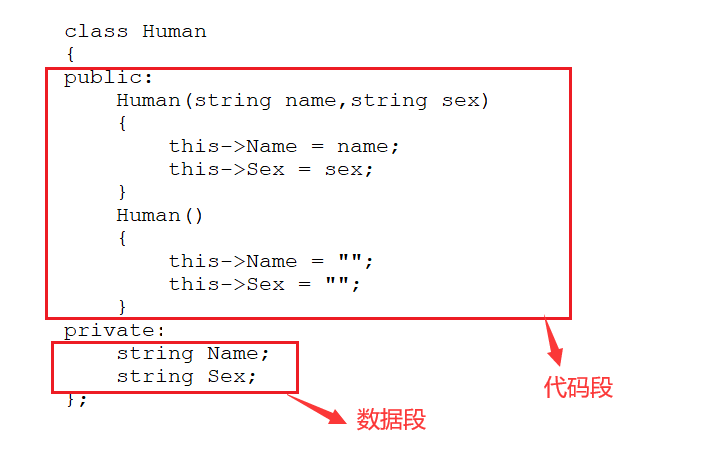 class Human
{
public:
    Human(string name,string sex)
    {
        this->Name = name;
        this->Sex = sex;
    }
    Human()
    {
        this->Name = "";
        this->Sex = "";
    }
private:
    string Name;
    string Sex;
};
代码段
数据段